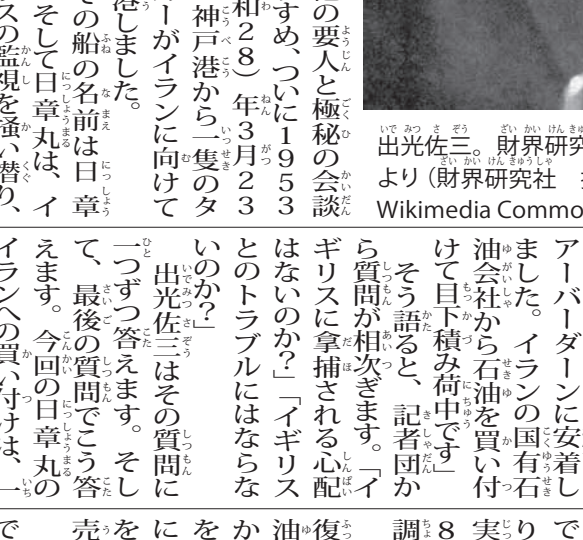 の要人と極秘の会談
すめ、ついに1953
和28）年3月23
神戸港から一隻のタ
ーがイランに向けて
港しました。
その船の名前は日章
そして日章丸は、イ
スの監視を掻い潜り、
出光佐三。財界研究
より（財界研究社
Wikimedia Commo
アーバーダーンに安着し
ました。イランの国有石
油会社から石油を買い付
けて目下積み荷中です」
そう語ると、記者団か
ら質問が相次ぎます。「イ
ギリスに拿捕される心配
はないのか？」「イギリス
とのトラブルにはならな
いのか？」
出光佐三はその質問に
一つずつ答えます。そし
て、最後の質問でこう答
えます。今回の日章丸の
イランへの買い付けは、一
で
り
実
8
調
復
油
か
を
に
を
売